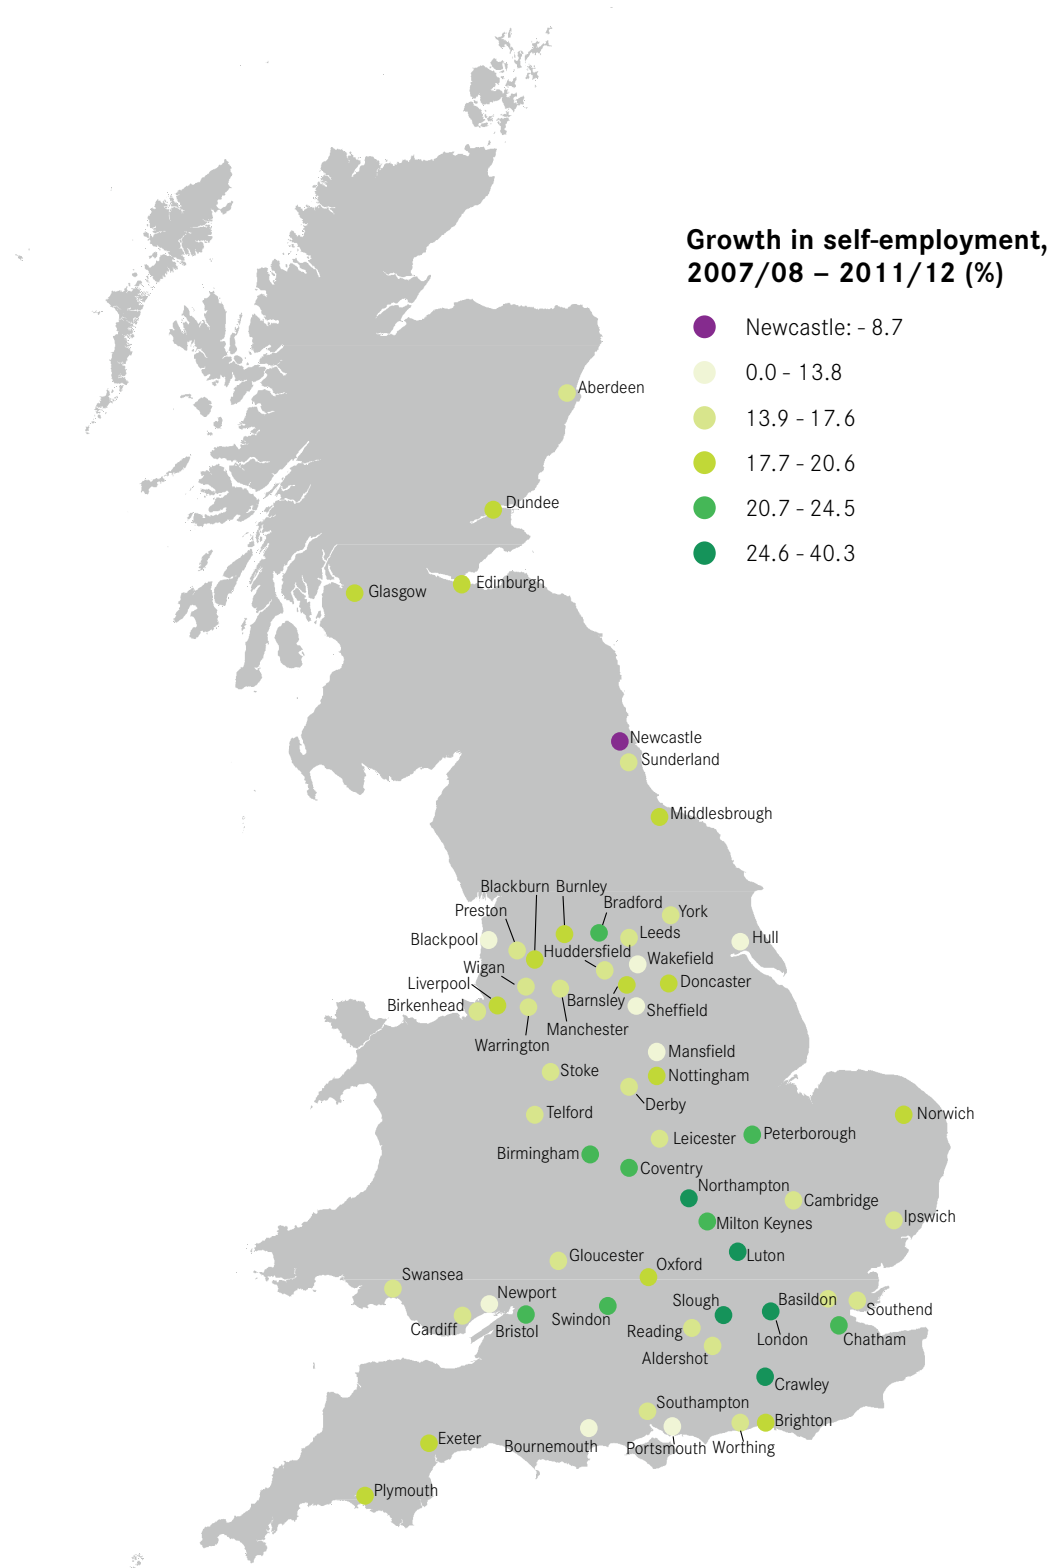 Growth in self-employment,
2007/08 – 2011/12 (%)
Newcastle: - 8.7
0.0 - 13.8
13.9 - 17.6
17.7 - 20.6
20.7 - 24.5
24.6 - 40.3
Aberdeen
Dundee
Edinburgh
Glasgow
Newcastle
Sunderland
Middlesbrough
Blackburn
Burnley
Bradford
Preston
York
Leeds
Blackpool
Hull
Huddersfield
Wakefield
Wigan
Liverpool
Doncaster
Barnsley
Birkenhead
Sheffield
Manchester
Warrington
Mansfield
Stoke
Nottingham
Derby
Telford
Norwich
Leicester
Peterborough
Birmingham
Coventry
Northampton
Cambridge
Milton Keynes
Ipswich
Gloucester
Luton
Oxford
Swansea
Newport
Slough
Basildon
Southend
Cardiff
Bristol
Swindon
Reading
London
Chatham
Aldershot
Crawley
Southampton
Brighton
Exeter
Bournemouth
Portsmouth
Worthing
Plymouth